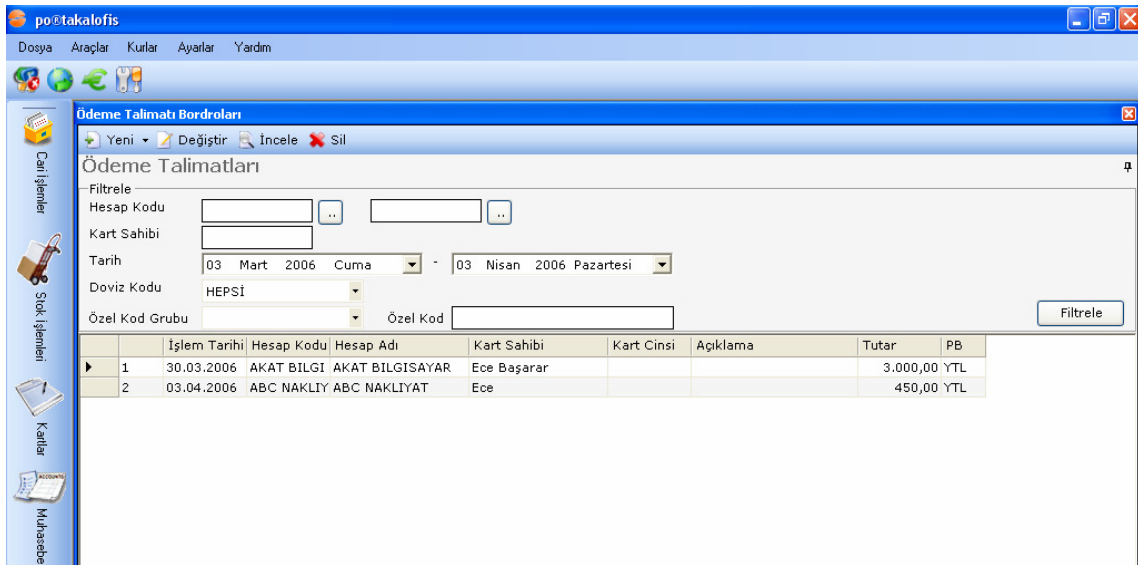 po®takalofis
Dosya Araçlar Kurlar Ayarlar Yardım
Ödeme Talimatı Bordroları
Yeni Değiştir İncele Sil
Ödeme Talimatları
Filtrele
Hesap Kodu .. ..
Kart Sahibi
Tarih 03 Mart 2006 Cuma - 03 Nisan 2006 Pazartesi
Doviz Kodu HEPSİ
Özel Kod Grubu Özel Kod Filtrele
İşlem Tarihi Hesap Kodu Hesap Adı Kart Sahibi Kart Cinsi Açıklama Tutar PB
1 30.03.2006 AKAT BILGI AKAT BILGISAYAR Ece Başarar 3.000,00 YTL
2 03.04.2006 ABC NAKLIY ABC NAKLIYAT Ece 450,00 YTL
Cari İşlemler
Stok İşlemleri
Kartlar
ACCOUNTS
Muhasebe